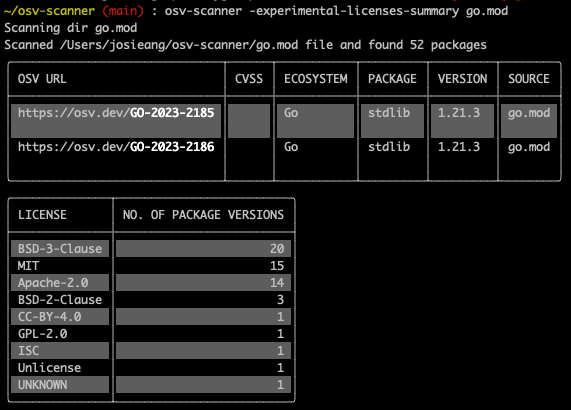 ~/osv-scanner (main) : osv-scanner -experimental-licenses-summary go.mod
Scanning dir go.mod
Scanned /Users/josieang/osv-scanner/go.mod file and found 52 packages
OSV URL CVSS ECOSYSTEM PACKAGE VERSION SOURCE
https://osv.dev/GO-2023-2185 Go stdlib 1.21.3 go.mod
https://osv.dev/GO-2023-2186 Go stdlib 1.21.3 go.mod
LICENSE NO. OF PACKAGE VERSIONS
BSD-3-Clause 20
MIT 15
Apache-2.0 14
BSD-2-Clause 3
CC-BY-4.0 1
GPL-2.0 1
ISC 1
Unlicense 1
UNKNOWN 1